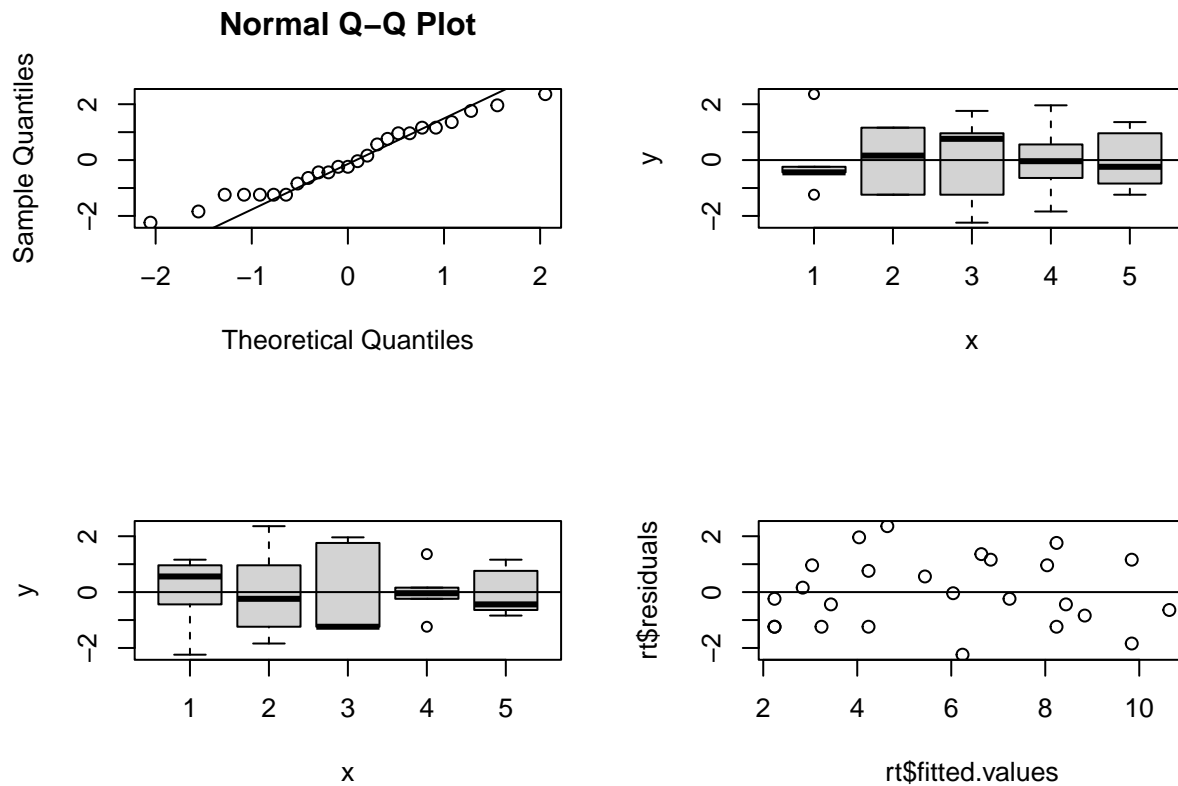 Normal Q−Q Plot
Sample Quantiles
2
0
−2
−2 −1 0 1 2
Theoretical Quantiles
y
2
0
−2
1 2 3 4 5
x
y
2
0
−2
1 2 3 4 5
x
rt$residuals
2
0
−2
2 4 6 8 10
rt$fitted.values